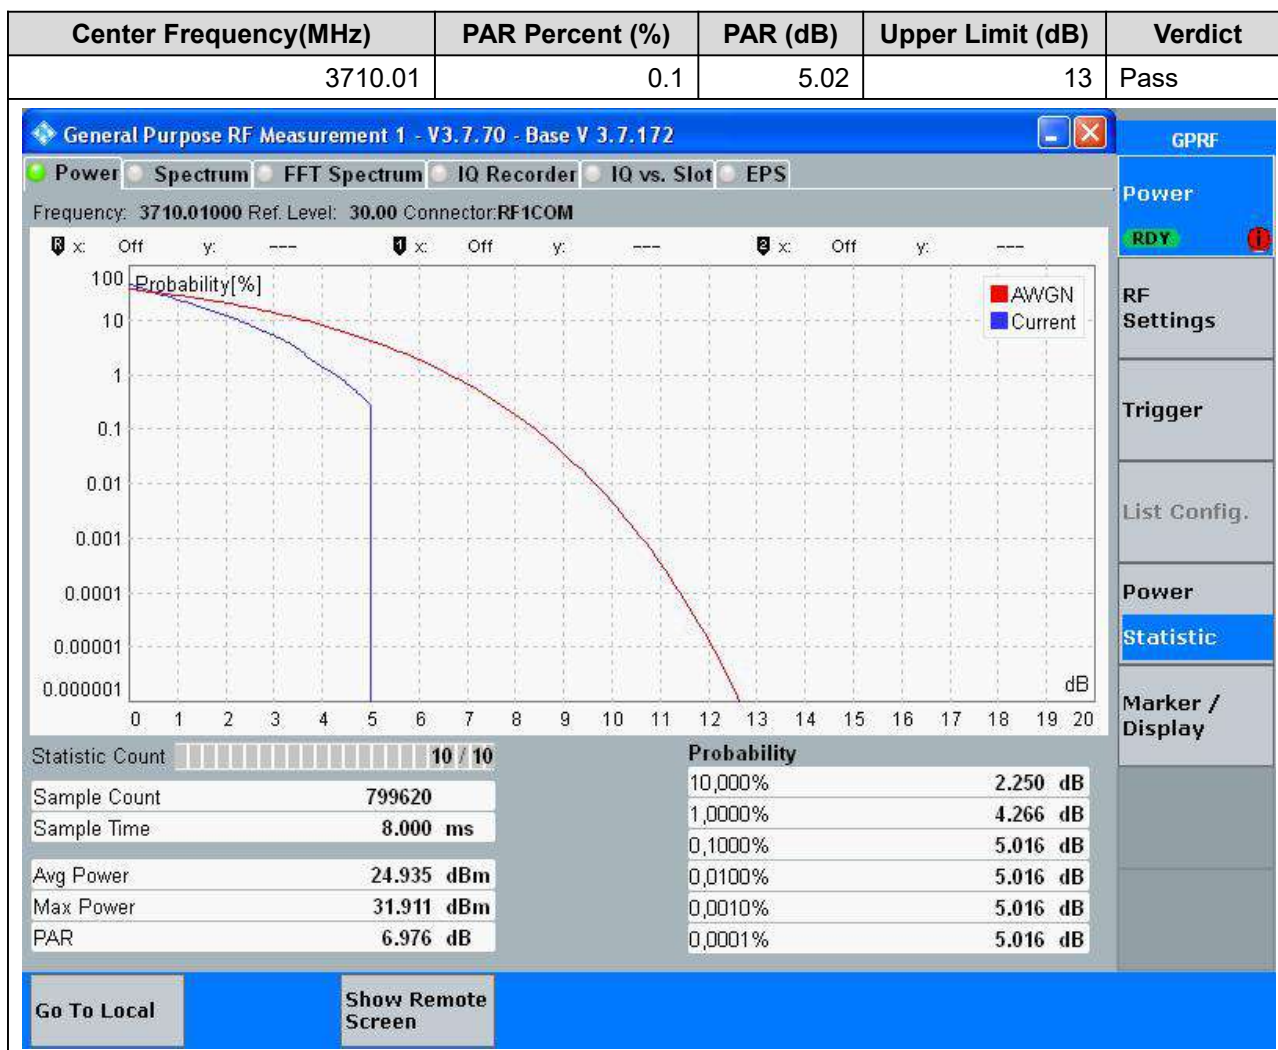 Center Frequency(MHz) PAR Percent (%) PAR (dB) Upper Limit (dB) Verdict
3710.01 0.1 5.02 13 Pass
General Purpose RF Measurement 1 - V3.7.70 - Base V 3.7.172
GPRF
Power Spectrum FFT Spectrum IQ Recorder IQ vs. Slot EPS
Frequency: 3710.01000 Ref. Level: 30.00 Connector:RF1COM
Power
RDY
R x: Off y: --- 1 x: Off y: --- 2 x: Off y: ---
Probability[%]
100
10
1
0.1
0.01
0.001
0.0001
0.00001
0.000001
AWGN
Current
dB
0 1 2 3 4 5 6 7 8 9 10 11 12 13 14 15 16 17 18 19 20
RF
Settings
Trigger
List Config.
Power
Statistic
Marker /
Display
Statistic Count 10 / 10
Sample Count 799620
Sample Time 8.000 ms
Avg Power 24.935 dBm
Max Power 31.911 dBm
PAR 6.976 dB
Probability
10,000% 2.250 dB
1,0000% 4.266 dB
0,1000% 5.016 dB
0,0100% 5.016 dB
0,0010% 5.016 dB
0,0001% 5.016 dB
Go To Local
Show Remote
Screen